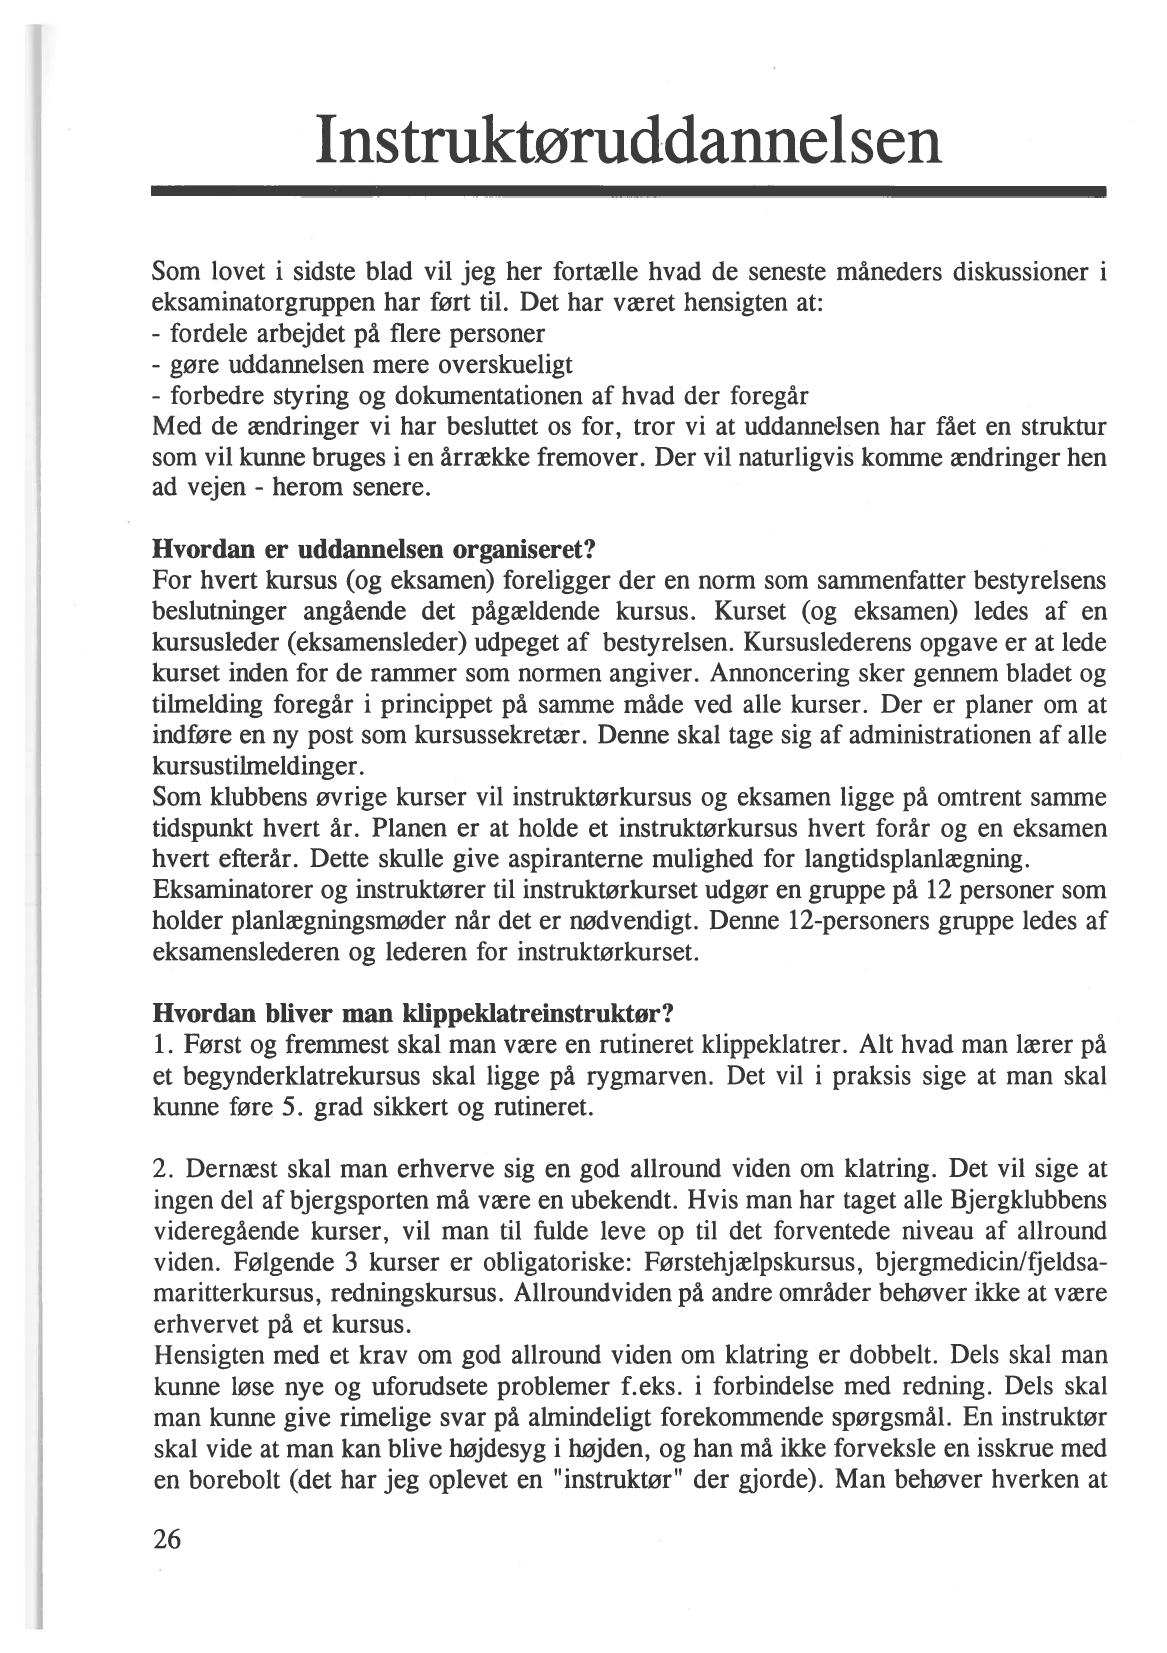 Instruktøruddannelsen
Som lovet i sidste blad vil jeg her fortælle hvad de seneste måneders diskussioner i
eksaminatorgruppen har ført til. Det har været hensigten at:
- fordele arbejdet på flere personer
- gøre uddannelsen mere overskueligt
- forbedre styring og dokumentationen af hvad der foregår
Med de ændringer vi har besluttet os for, tror vi at uddannelsen har fået en struktur
som vil kunne bruges i en årrække fremover. Der vil naturligvis komme ændringer hen
ad vejen - herom senere.
Hvordan er uddannelsen organiseret?
For hvert kursus (og eksamen) foreligger der en norm som sammenfatter bestyrelsens
beslutninger angående det pågældende kursus. Kurset (og eksamen) ledes af en
kursusleder (eksamensleder) udpeget af bestyrelsen. Kursuslederens opgave er at lede
kurset inden for de rammer som normen angiver. Annoncering sker gennem bladet og
tilmelding foregår i princippet på samme måde ved alle kurser. Der er planer om at
indføre en ny post som kursussekretær. Denne skal tage sig af administrationen af alle
kursustilmeldinger.
Som klubbens øvrige kurser vil instruktørkursus og eksamen ligge på omtrent samme
tidspunkt hvert år. Planen er at holde et instruktørkursus hvert forår og en eksamen
hvert efterår. Dette skulle give aspiranterne mulighed for langtidsplanlægning.
Eksaminatorer og instruktører til instruktørkurset udgør en gruppe på 12 personer som
holder planlægningsmøder når det er nødvendigt. Denne 12-personers gruppe ledes af
eksamenslederen og lederen for instruktørkurset.
Hvordan bliver man klippeklatreinstruktør?
1. Først og fremmest skal man være en rutineret klippeklatrer. Alt hvad man lærer på
et begynderklatrekursus skal ligge på rygmarven. Det vil i praksis sige at man skal
kunne føre 5. grad sikkert og rutineret.
2. Dernæst skal man erhverve sig en god allround viden om klatring. Det vil sige at
ingen del af bjergsporten må være en ubekendt. Hvis man har taget alle Bjergklubbens
videregående kurser, vil man til fulde leve op til det forventede niveau af allround
viden. Følgende 3 kurser er obligatoriske: Førstehjælpskursus, bjergmedicin/fjeldsa-
maritterkursus, redningskursus. Allroundviden på andre områder behøver ikke at være
erhvervet på et kursus.
Hensigten med et krav om god allround viden om klatring er dobbelt. Dels skal man
kunne løse nye og uforudsete problemer f.eks. i forbindelse med redning. Dels skal
man kunne give rimelige svar på almindeligt forekommende spørgsmål. En instruktør
skal vide at man kan blive højdesyg i højden, og han må ikke forveksle en isskrue med
en borebolt (det har jeg oplevet en "instruktør" der gjorde). Man behøver hverken at
26